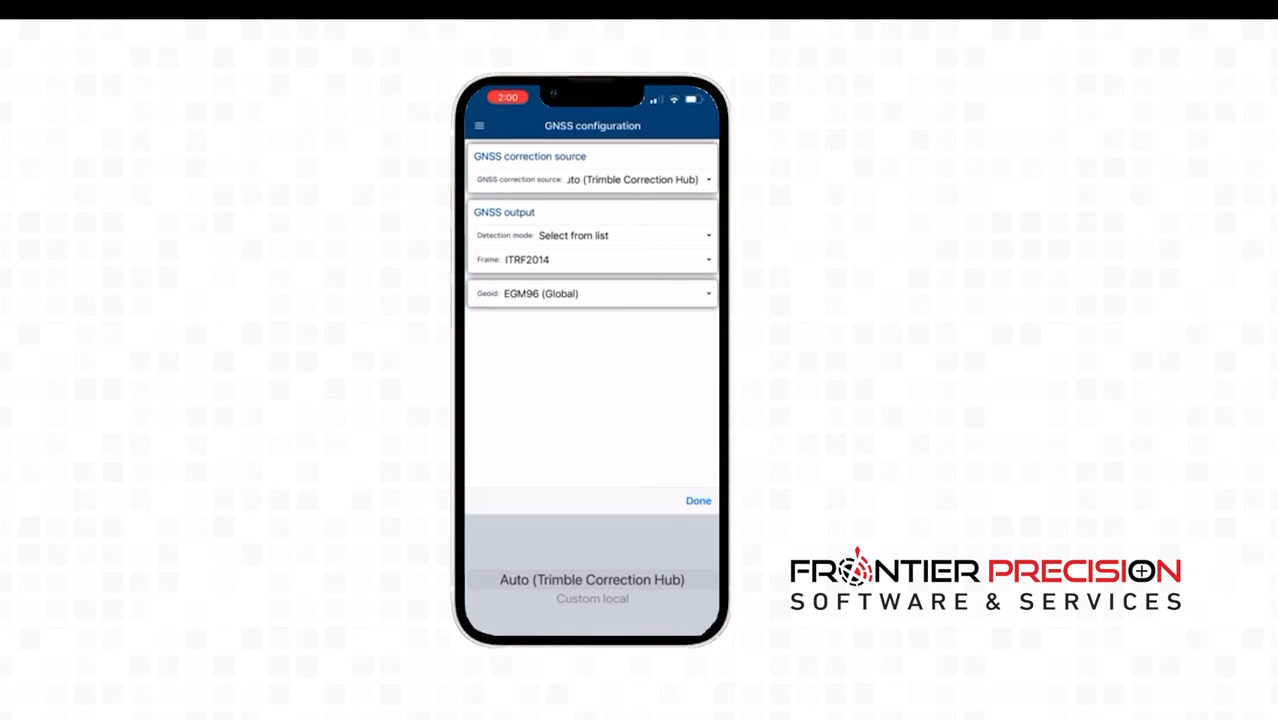 2:00
GNSS configuration
GNSS correction source
GNSS correction source: uto (Trimble Correction Hub)
GNSS output
Detection mode: Select from list
Frame: ITRF2014
Geoid: EGM96 (Global)
Done
Auto (Trimble Correction Hub)
Custom local
FRONTIER PRECISION
SOFTWARE & SERVICES